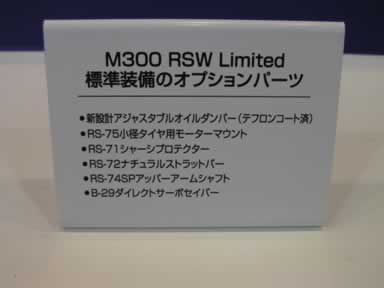 M300 RSW Limited
標準装備のオプションパーツ
●新設計アジャスタブルオイルダンパー（テフロンコート済）
●RS-75小径タイヤ用モーターマウント
●RS-71シャーシプロテクター
●RS-72ナチュラルストラットバー
●RS-74SPアッパーアームシャフト
●B-29ダイレクトサーボセイバー